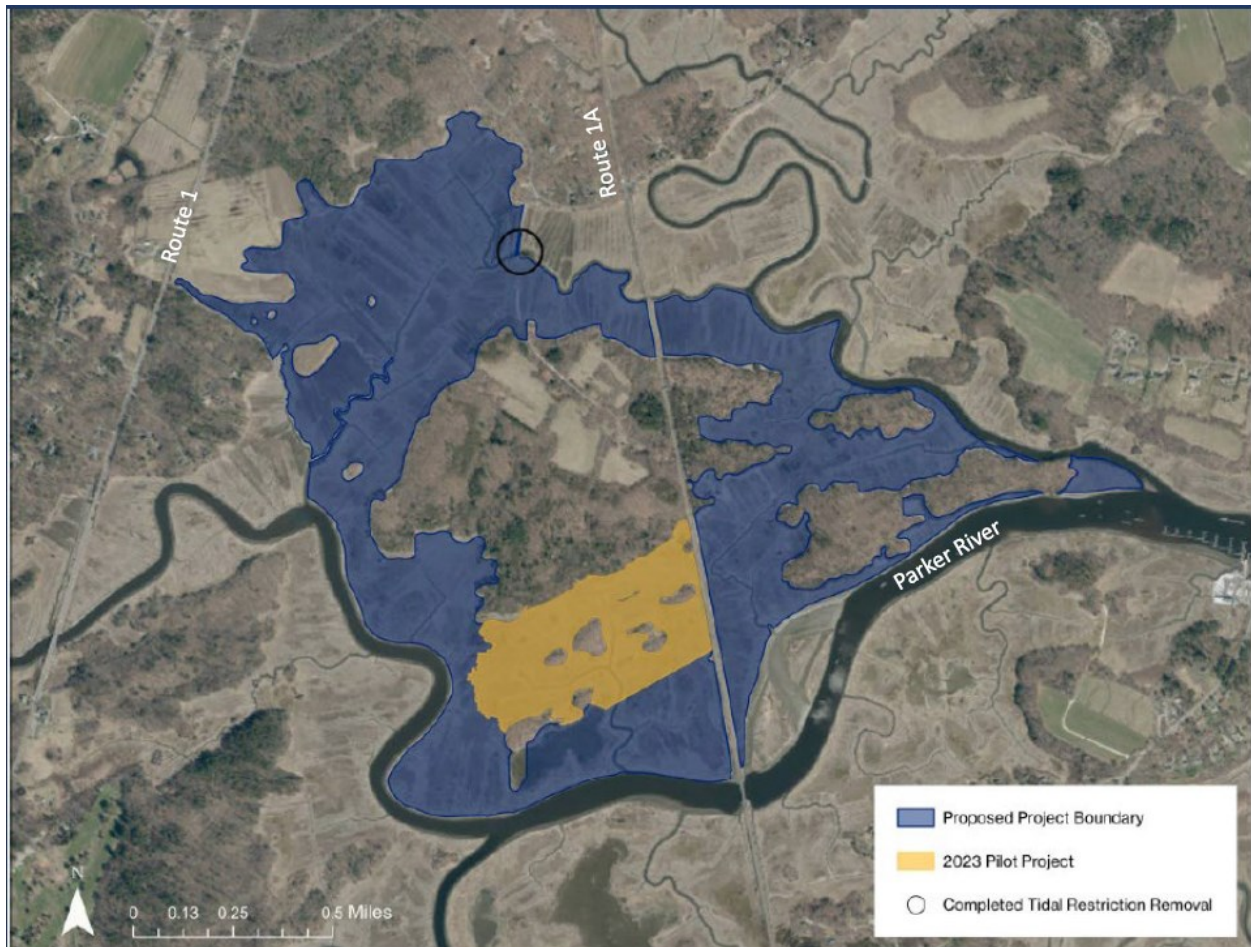 Route 1
Route 1A
Parker River
N
0 0.13 0.25 0.5 Miles
Proposed Project Boundary
2023 Pilot Project
Completed Tidal Restriction Removal